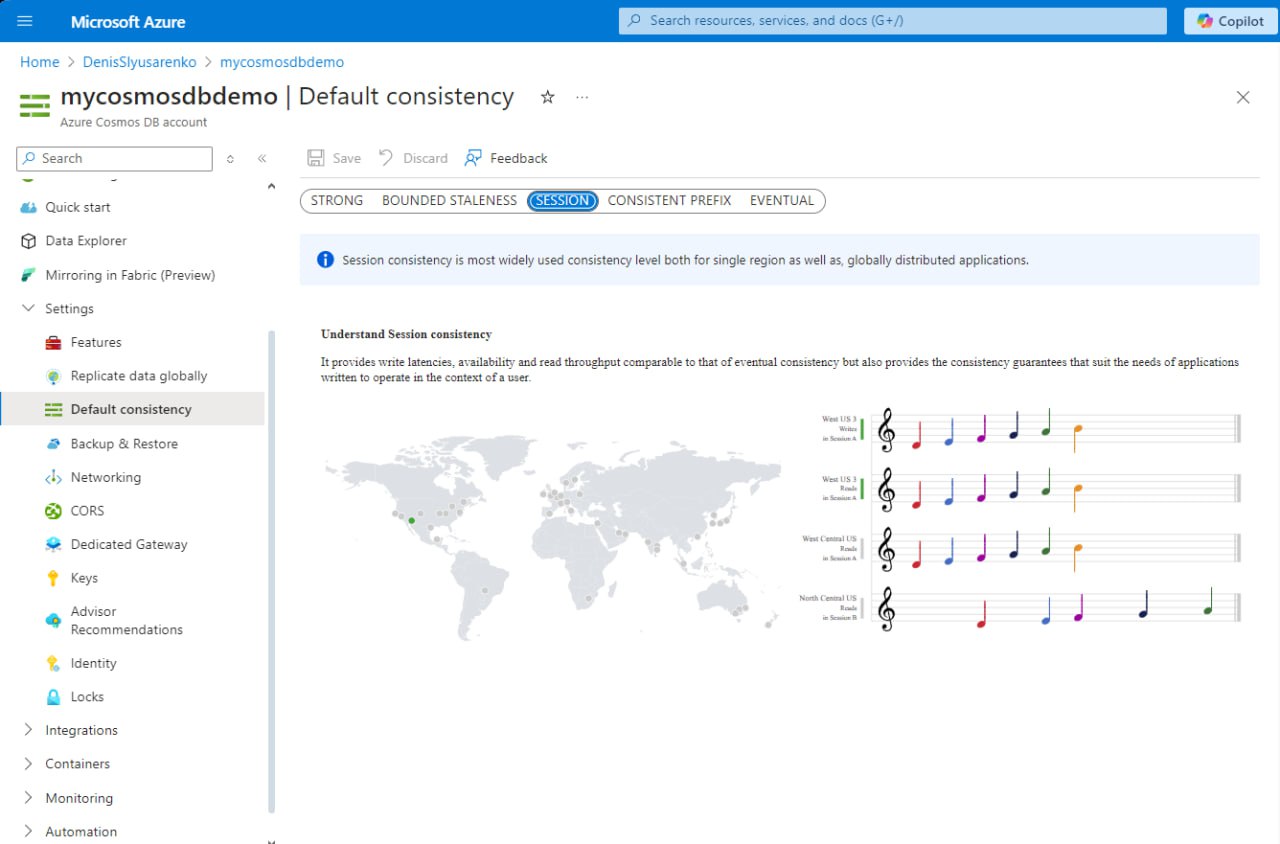 Microsoft Azure
Search resources, services, and docs (G+/)
Copilot
Home > DenisSlyusarenko > mycosmosdbdemo
mycosmosdbdemo | Default consistency
Azure Cosmos DB account
Search
Save
Discard
Feedback
Quick start
Data Explorer
Mirroring in Fabric (Preview)
Settings
Features
Replicate data globally
Default consistency
Backup & Restore
Networking
CORS
Dedicated Gateway
Keys
Advisor
Recommendations
Identity
Locks
Integrations
Containers
Monitoring
Automation
STRONG BOUNDED STALENESS SESSION CONSISTENT PREFIX EVENTUAL
Session consistency is most widely used consistency level both for single region as well as, globally distributed applications.
Understand Session consistency
It provides write latencies, availability and read throughput comparable to that of eventual consistency but also provides the consistency guarantees that suit the needs of applications
written to operate in the context of a user.
West US 3
Writes
in Session A
West US 3
Reads
in Session A
West Central US
Reads
in Session A
North Central US
Reads
in Session B